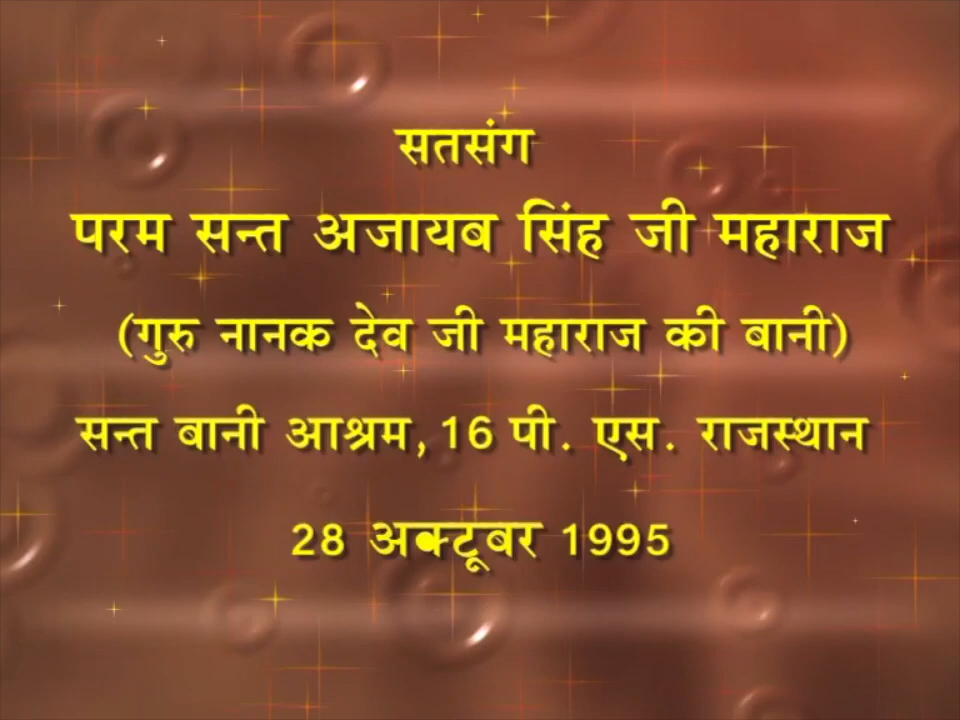 सतसंग
परम सन्त अजायब सिंह जी महाराज
(गुरु नानक देव जी महाराज की बानी)
सन्त बानी आश्रम, 16 पी. एस. राजस्थान
28 अक्टूबर 1995